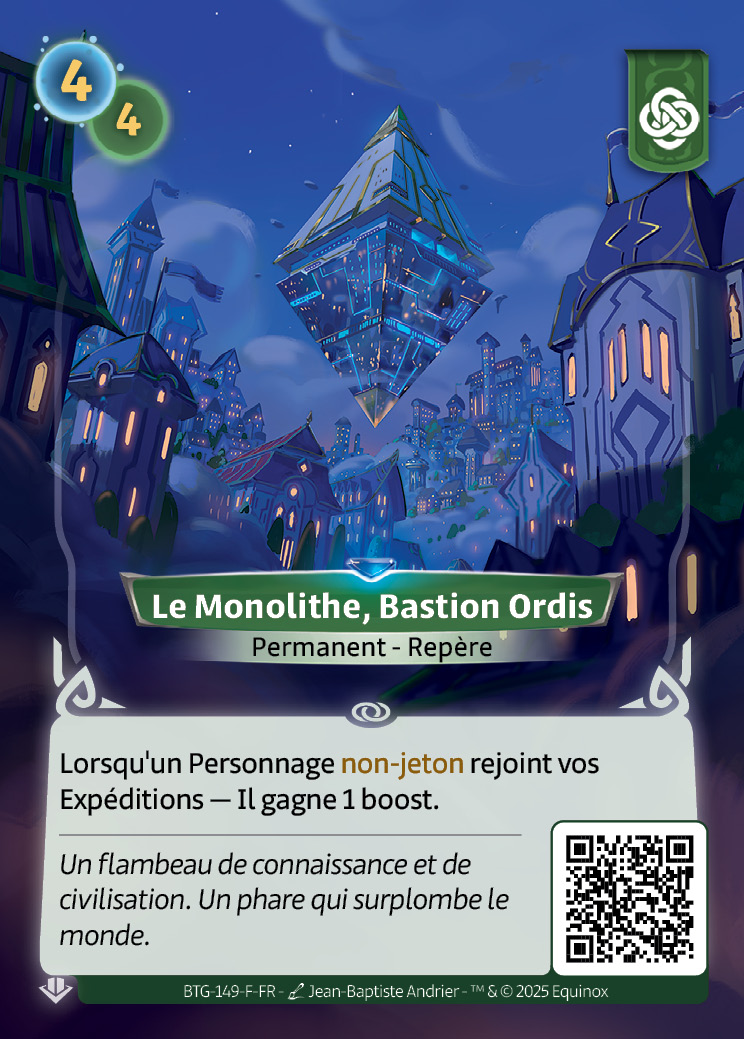 4
4
Le Monolithe, Bastion Ordis
Permanent - Repère
Lorsqu'un Personnage non-jeton rejoint vos
Expéditions — Il gagne 1 boost.
Un flambeau de connaissance et de
civilisation. Un phare qui surplombe le
monde.
BTG-149-F-FR - Jean-Baptiste Andrier - ™ & © 2025 Equinox